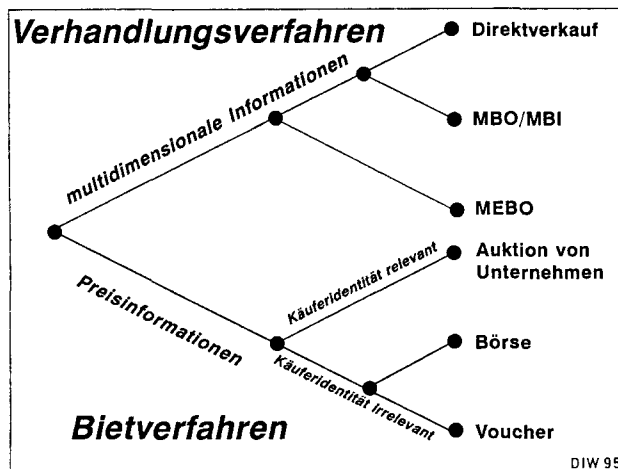 Verhandlungsverfahren
Direktverkauf
multidimensionale Informationen
MBO/MBI
MEBO
Käuferidentität relevant
Auktion von
Unternehmen
Preisinformationen
Börse
Käuferidentität irrelevant
Bietverfahren
Voucher
DIW 95